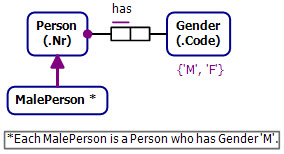 has
Person
(.Nr)
Gender
(.Code)
{'M', 'F'}
MalePerson *
*Each MalePerson is a Person who has Gender 'M'.